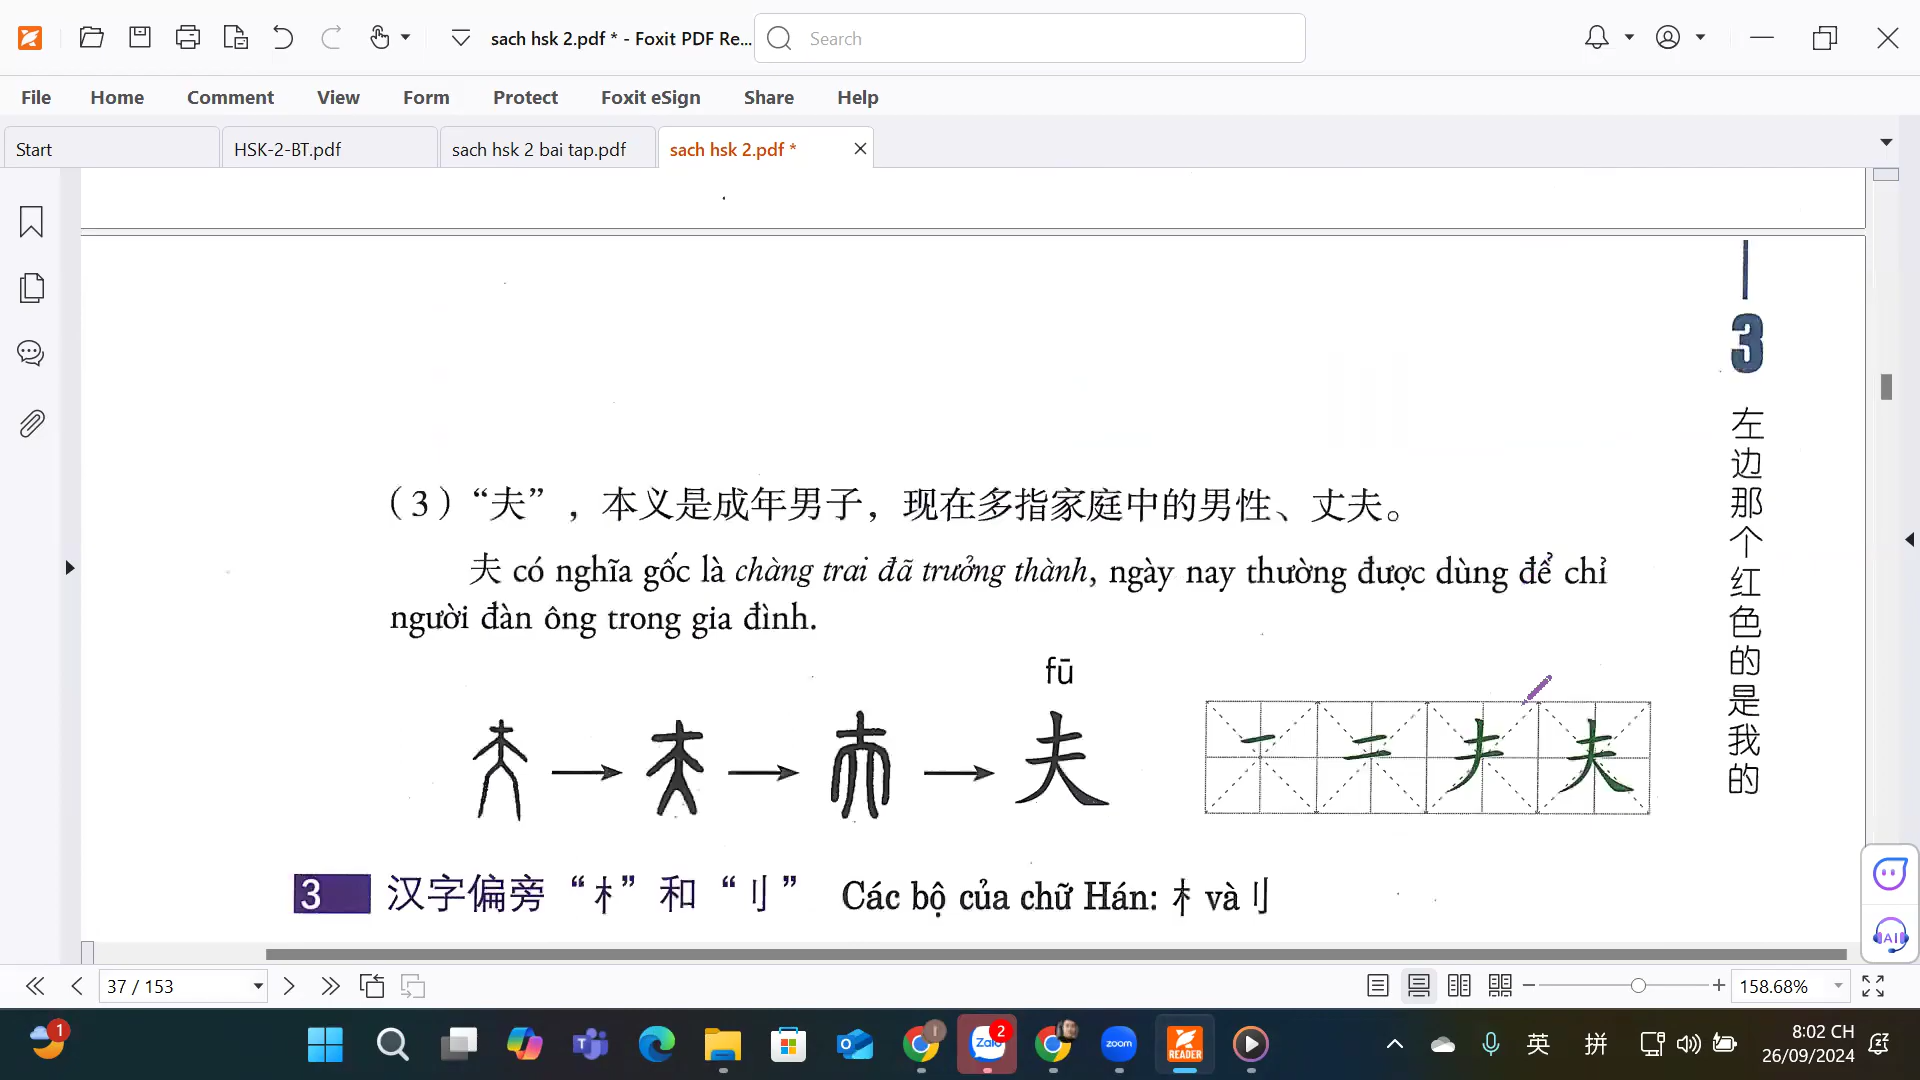 sach hsk 2.pdf * - Foxit PDF Re...
Search
File Home Comment View Form Protect Foxit eSign Share Help
Start
HSK-2-BT.pdf
sach hsk 2 bai tap.pdf
sach hsk 2.pdf *
3
左边那个红色的是我的
（3）“夫”，本义是成年男子，现在多指家庭中的男性、丈夫。
夫 có nghĩa gốc là chàng trai đã trưởng thành, ngày nay thường được dùng để chỉ
người đàn ông trong gia đình.
fū
夫
3 汉字偏旁“木”和“刂” Các bộ của chữ Hán: 木 và 刂
AI
37 / 153
158.68%
1
Zalo
2
zoom
READER
英
拼
8:02 CH
26/09/2024